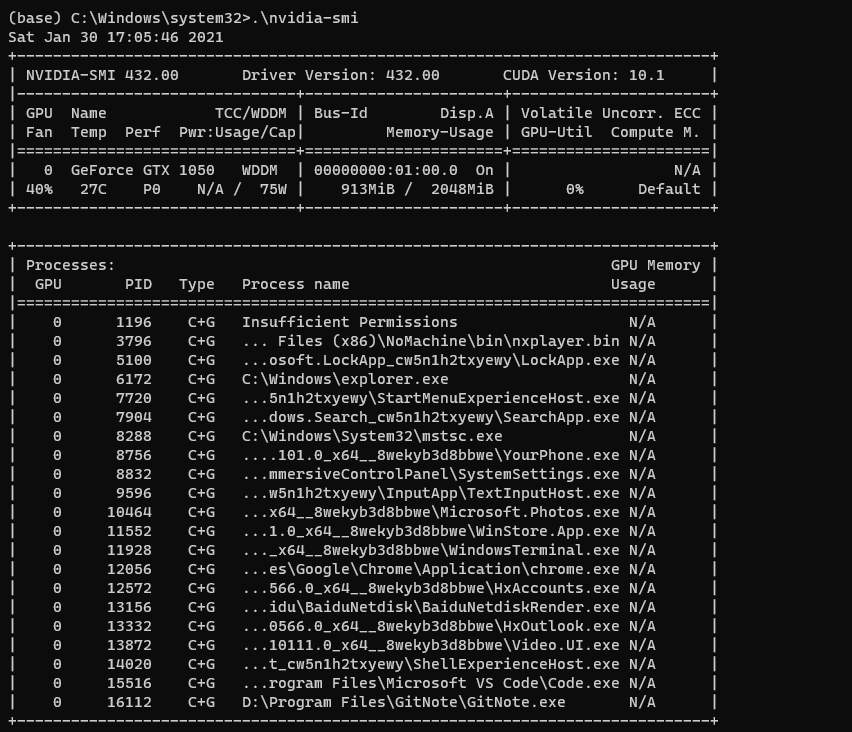 (base) C:\Windows\system32>.\nvidia-smi
Sat Jan 30 17:05:46 2021
+-----------------------------------------------------------------------------+
| NVIDIA-SMI 432.00       Driver Version: 432.00       CUDA Version: 10.1     |
|-------------------------------+----------------------+----------------------+
| GPU  Name            TCC/WDDM | Bus-Id        Disp.A | Volatile Uncorr. ECC |
| Fan  Temp  Perf  Pwr:Usage/Cap|         Memory-Usage | GPU-Util  Compute M. |
|===============================+======================+======================|
|   0  GeForce GTX 1050   WDDM  | 00000000:01:00.0  On |                  N/A |
| 40%   27C    P0    N/A /  75W |    913MiB /  2048MiB |      0%      Default |
+-------------------------------+----------------------+----------------------+
+-----------------------------------------------------------------------------+
| Processes:                                                       GPU Memory |
|  GPU       PID   Type   Process name                             Usage      |
|=============================================================================|
|    0      1196    C+G   Insufficient Permissions                   N/A      |
|    0      3796    C+G   ... Files (x86)\NoMachine\bin\nxplayer.bin N/A      |
|    0      5100    C+G   ...osoft.LockApp_cw5n1h2txyewy\LockApp.exe N/A      |
|    0      6172    C+G   C:\Windows\explorer.exe                    N/A      |
|    0      7720    C+G   ...5n1h2txyewy\StartMenuExperienceHost.exe N/A      |
|    0      7904    C+G   ...dows.Search_cw5n1h2txyewy\SearchApp.exe N/A      |
|    0      8288    C+G   C:\Windows\System32\mstsc.exe              N/A      |
|    0      8756    C+G   ....101.0_x64__8wekyb3d8bbwe\YourPhone.exe N/A      |
|    0      8832    C+G   ...mmersiveControlPanel\SystemSettings.exe N/A      |
|    0      9596    C+G   ...w5n1h2txyewy\InputApp\TextInputHost.exe N/A      |
|    0     10464    C+G   ...x64__8wekyb3d8bbwe\Microsoft.Photos.exe N/A      |
|    0     11552    C+G   ...1.0_x64__8wekyb3d8bbwe\WinStore.App.exe N/A      |
|    0     11928    C+G   ..._x64__8wekyb3d8bbwe\WindowsTerminal.exe N/A      |
|    0     12056    C+G   ...es\Google\Chrome\Application\chrome.exe N/A      |
|    0     12572    C+G   ...566.0_x64__8wekyb3d8bbwe\HxAccounts.exe N/A      |
|    0     13156    C+G   ...idu\BaiduNetdisk\BaiduNetdiskRender.exe N/A      |
|    0     13332    C+G   ...0566.0_x64__8wekyb3d8bbwe\HxOutlook.exe N/A      |
|    0     13872    C+G   ...10111.0_x64__8wekyb3d8bbwe\Video.UI.exe N/A      |
|    0     14020    C+G   ...t_cw5n1h2txyewy\ShellExperienceHost.exe N/A      |
|    0     15516    C+G   ...rogram Files\Microsoft VS Code\Code.exe N/A      |
|    0     16112    C+G   D:\Program Files\GitNote\GitNote.exe       N/A      |
+-----------------------------------------------------------------------------+